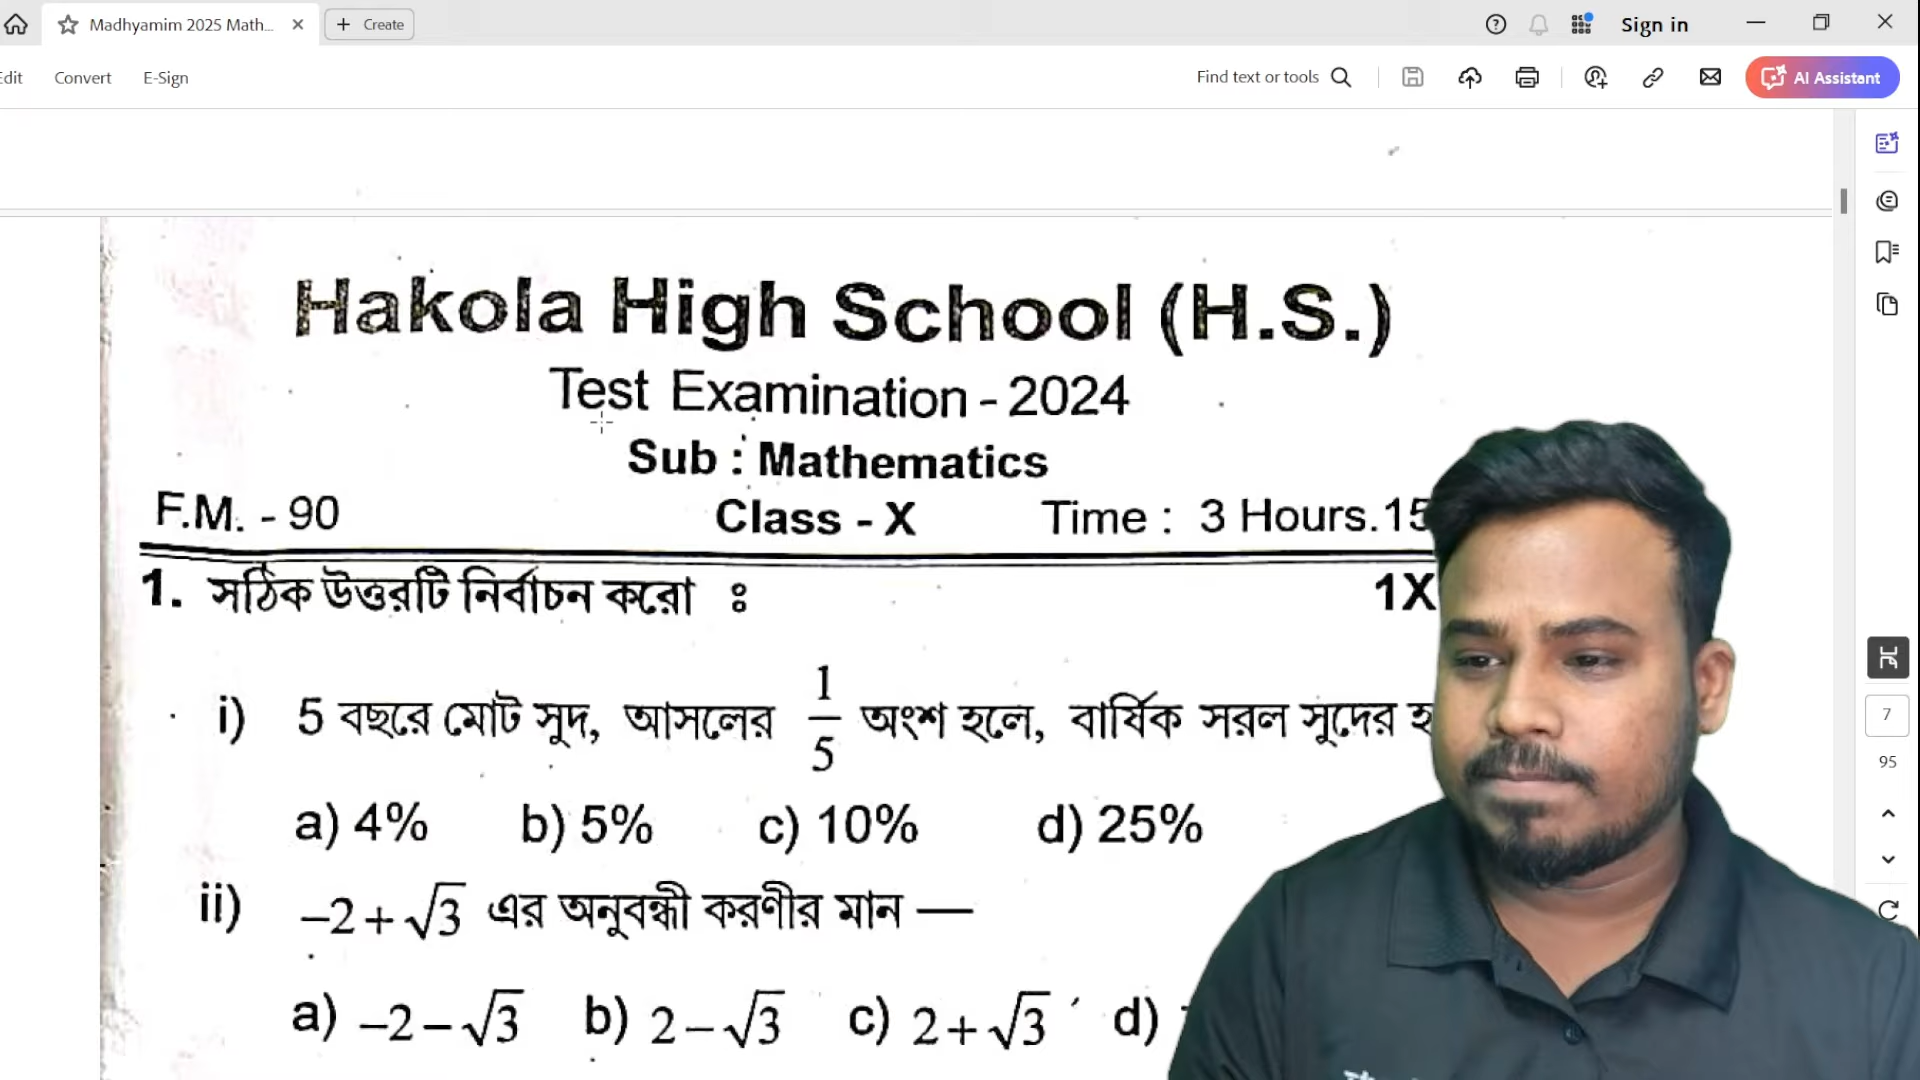 Madhyamim 2025 Math...
Create
Sign in
Edit
Convert
E-Sign
Find text or tools
AI Assistant
Hakola High School (H.S.)
Test Examination - 2024
Sub : Mathematics
F.M. - 90 Class - X Time : 3 Hours.15
1. সঠিক উত্তরটি নির্বাচন করো ঃ 1X
i) 5 বছরে মোট সুদ, আসলের 1/5 অংশ হলে, বার্ষিক সরল সুদের হ
a) 4% b) 5% c) 10% d) 25%
ii) –2 + √3 এর অনুবন্ধী করণীর মান —
a) –2 – √3 b) 2 – √3 c) 2 + √3 d)
7
95